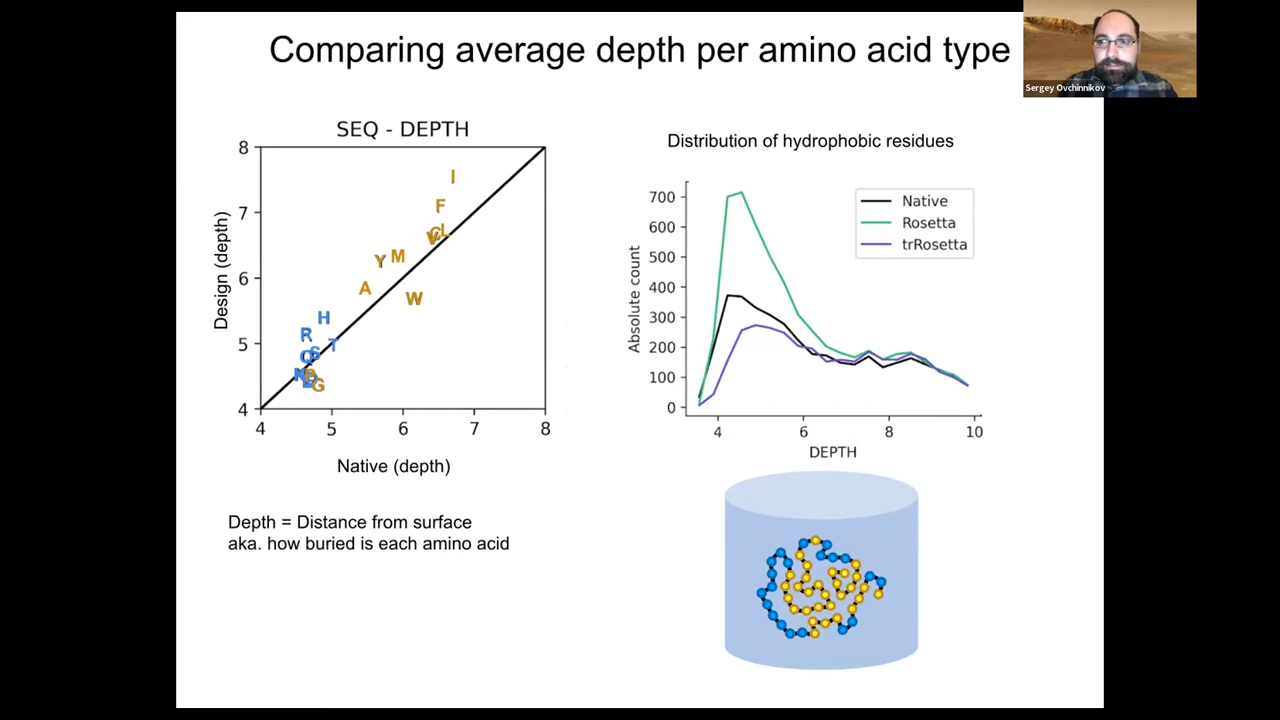 Comparing average depth per amino acid type
Sergey Ovchinnikov
SEQ - DEPTH
8
7
6
5
4
4 5 6 7 8
Design (depth)
Native (depth)
I
F
C L
V
Y M
A
W
H
R
T
S
Q
G
Depth = Distance from surface
aka. how buried is each amino acid
Distribution of hydrophobic residues
700
600
500
400
300
200
100
0
4 6 8 10
Absolute count
DEPTH
Native
Rosetta
trRosetta